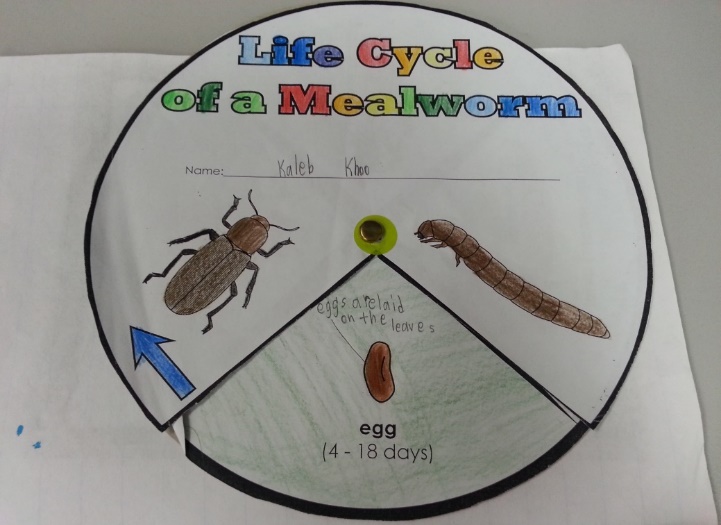 Life Cycle
of a Mealworm
Name: Kaleb Khoo
eggs are laid
on the leaves
egg
(4 - 18 days)